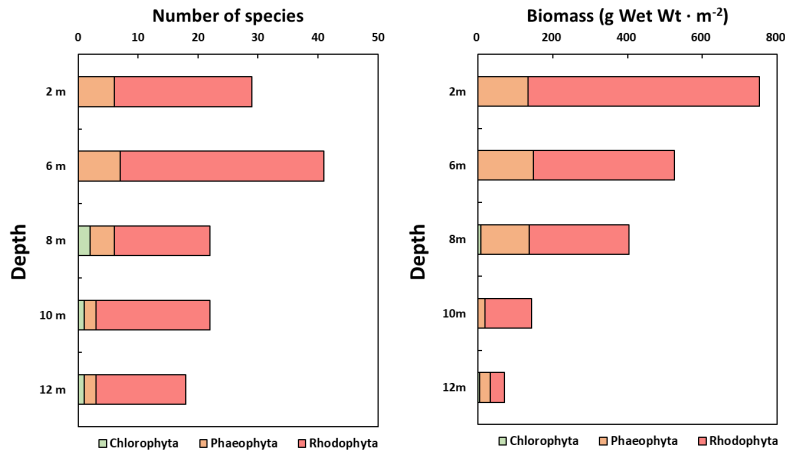 Number of species
0 10 20 30 40 50
Depth
2 m
6 m
8 m
10 m
12 m
Chlorophyta Phaeophyta Rhodophyta
Biomass (g Wet Wt · m-2)
0 200 400 600 800
Depth
2m
6m
8m
10m
12m
Chlorophyta Phaeophyta Rhodophyta